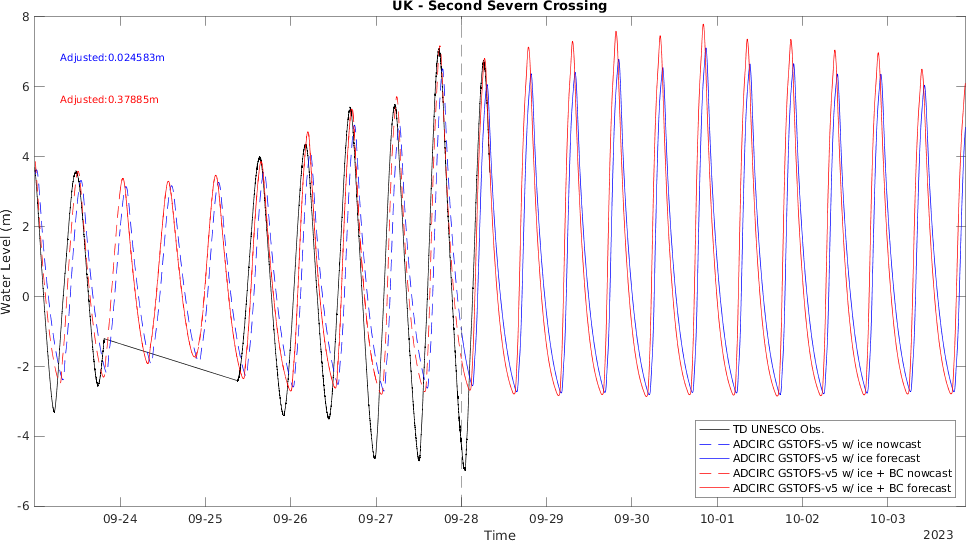 UK - Second Severn Crossing
Adjusted:0.024583m
Adjusted:0.37885m
Water Level (m)
8
6
4
2
0
-2
-4
-6
TD UNESCO Obs.
ADCIRC GSTOFS-v5 w/ ice nowcast
ADCIRC GSTOFS-v5 w/ ice forecast
ADCIRC GSTOFS-v5 w/ ice + BC nowcast
ADCIRC GSTOFS-v5 w/ ice + BC forecast
09-24 09-25 09-26 09-27 09-28 09-29 09-30 10-01 10-02 10-03
Time
2023